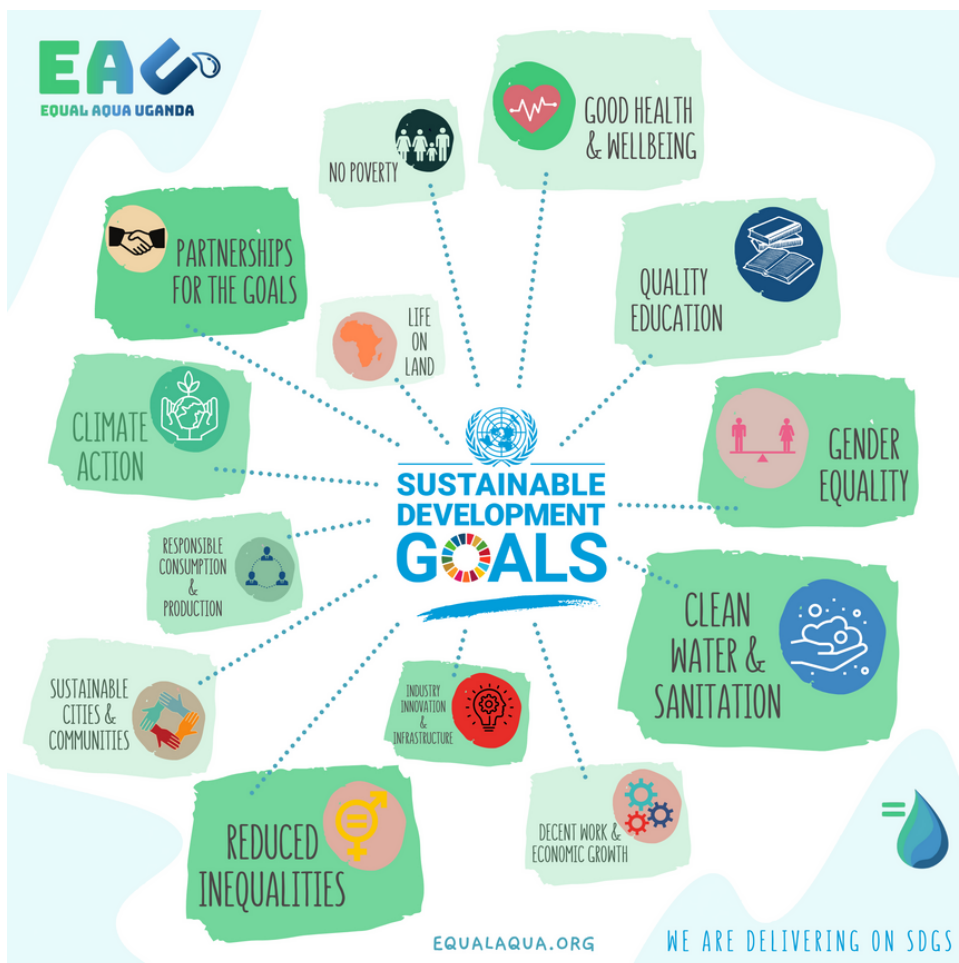 EAU
EQUAL AQUA UGANDA
NO POVERTY
GOOD HEALTH
& WELLBEING
PARTNERSHIPS
FOR THE GOALS
QUALITY
EDUCATION
LIFE
ON
LAND
CLIMATE
ACTION
GENDER
EQUALITY
SUSTAINABLE
DEVELOPMENT
GOALS
RESPONSIBLE
CONSUMPTION
&
PRODUCTION
CLEAN
WATER &
SANITATION
SUSTAINABLE
CITIES &
COMMUNITIES
INDUSTRY
INNOVATION
&
INFRASTRUCTURE
REDUCED
INEQUALITIES
DECENT WORK &
ECONOMIC GROWTH
EQUALAQUA.ORG
WE ARE DELIVERING ON SDGS